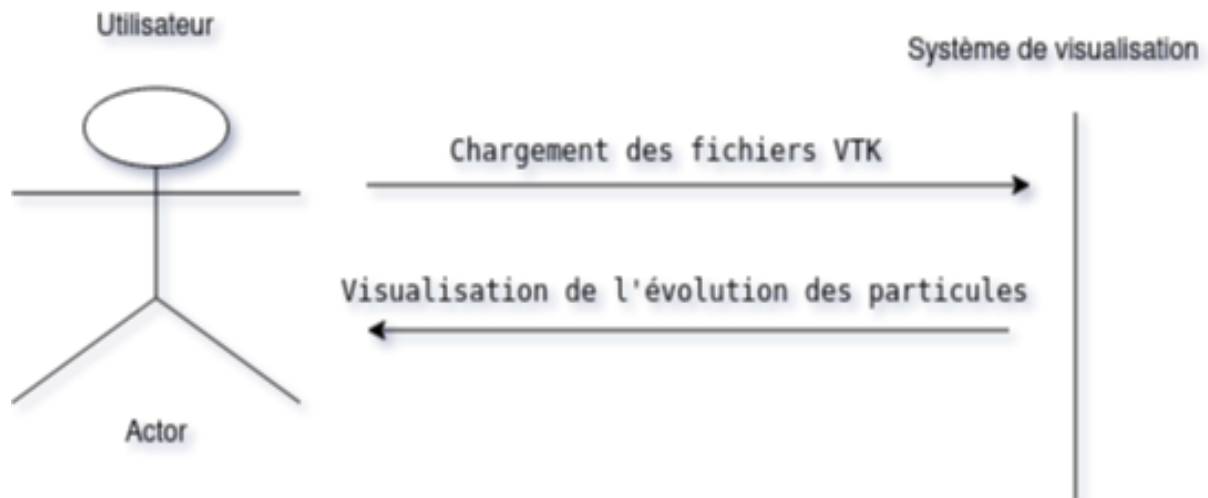 Utilisateur
Système de visualisation
Chargement des fichiers VTK
Visualisation de l'évolution des particules
Actor